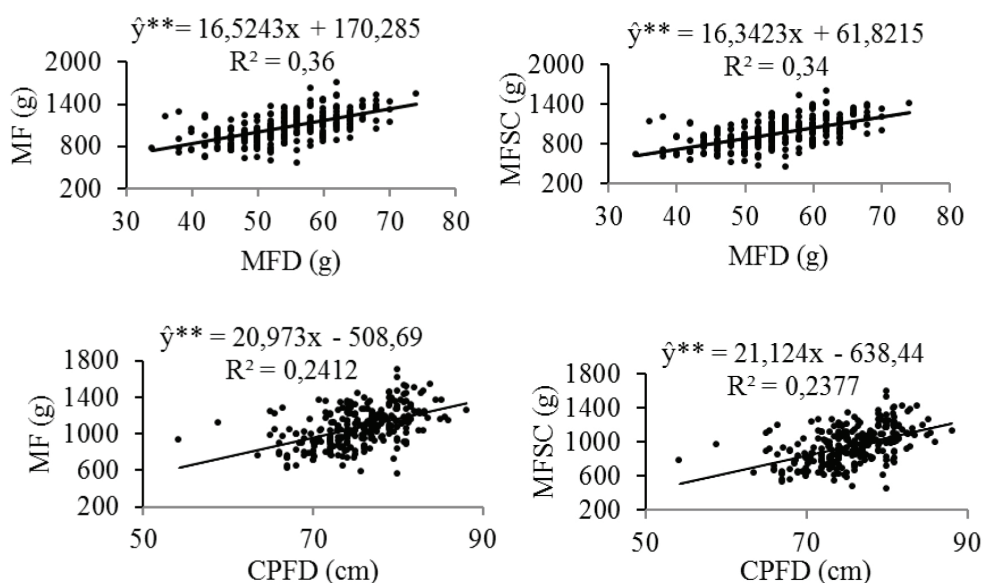 ŷ**= 16,5243x + 170,285
R² = 0,36
2000
1400
800
200
MF (g)
30 40 50 60 70 80
MFD (g)
ŷ** = 16,3423x + 61,8215
R² = 0,34
2000
1400
800
200
MFSC (g)
30 40 50 60 70 80
MFD (g)
ŷ** = 20,973x - 508,69
R² = 0,2412
1800
1400
1000
600
200
MF (g)
50 70 90
CPFD (cm)
ŷ** = 21,124x - 638,44
R² = 0,2377
1800
1400
1000
600
200
MFSC (g)
50 70 90
CPFD (cm)